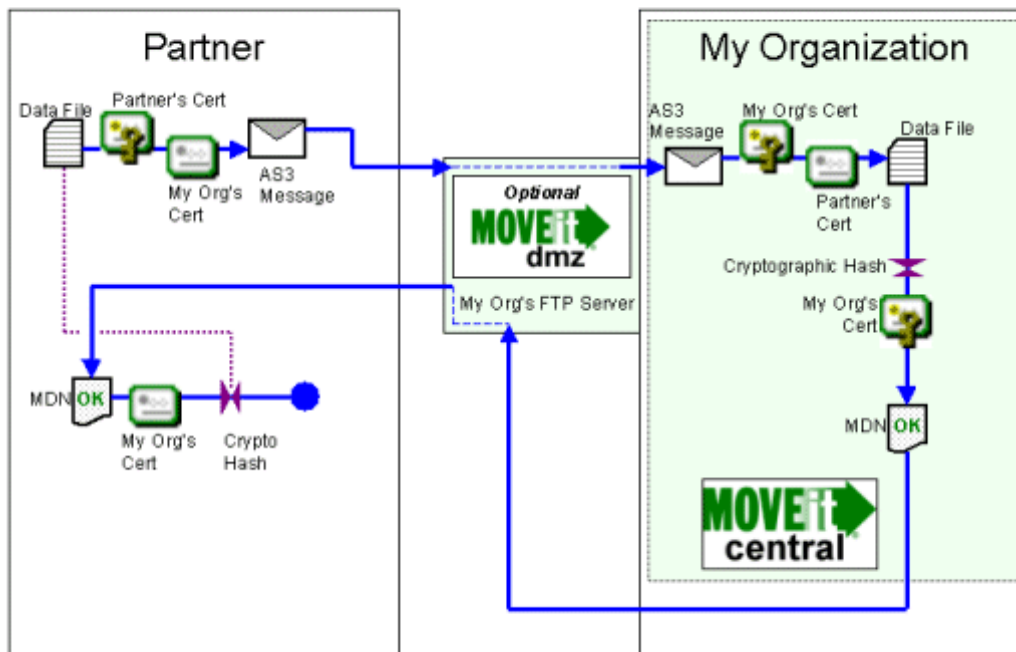 Partner
My Organization
Data File
Partner's Cert
My Org's
Cert
AS3
Message
Optional
MOVEit
dmz
My Org's FTP Server
AS3
Message
My Org's Cert
Partner's
Cert
Data File
Cryptographic Hash
My Org's
Cert
MDN
OK
MOVEit
central
MDN
OK
My Org's
Cert
Crypto
Hash